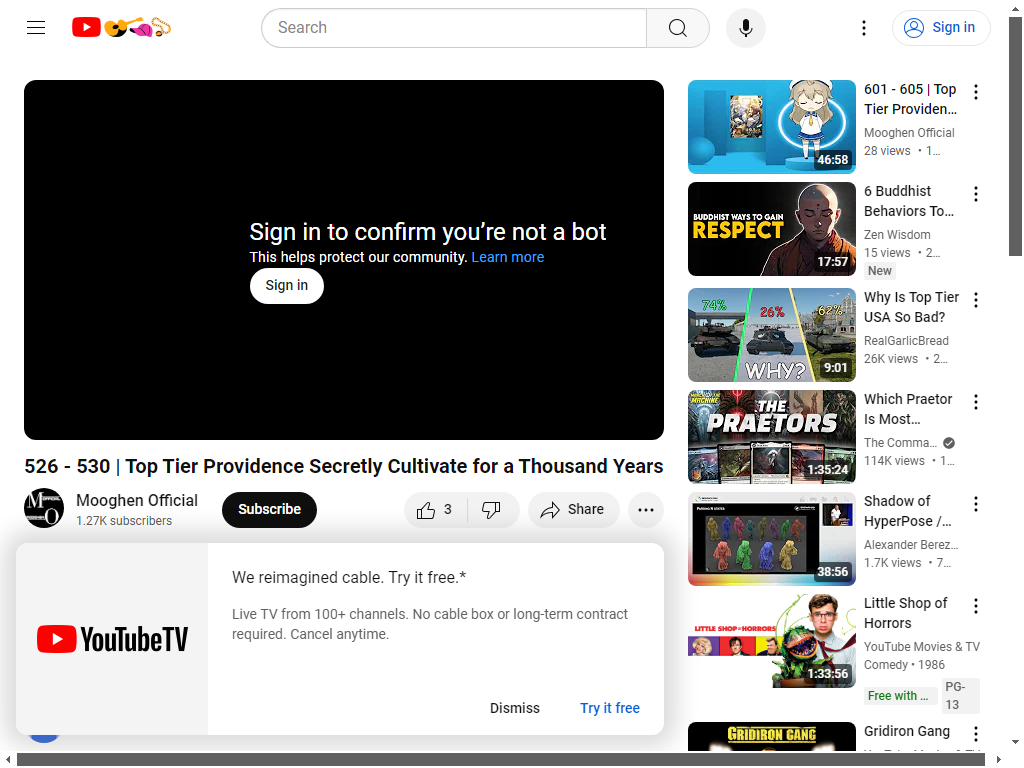 Search
Sign in
Sign in to confirm you're not a bot
This helps protect our community. Learn more
Sign in
526 - 530 | Top Tier Providence Secretly Cultivate for a Thousand Years
Mooghen Official
1.27K subscribers
Subscribe
3
Share
We reimagined cable. Try it free.*
Live TV from 100+ channels. No cable box or long-term contract
required. Cancel anytime.
YouTubeTV
Dismiss
Try it free
46:58
601 - 605 | Top
Tier Providen...
Mooghen Official
28 views • 1...
BUDDHIST WAYS TO GAIN
RESPECT
17:57
6 Buddhist
Behaviors To...
Zen Wisdom
15 views • 2...
New
74%
26%
62%
WHY?
9:01
Why Is Top Tier
USA So Bad?
RealGarlicBread
26K views • 2...
MACHINE
THE
PRAETORS
1:35:24
Which Praetor
Is Most...
The Comma...
114K views • 1...
38:56
Shadow of
HyperPose /...
Alexander Berez...
1.7K views • 7...
LITTLE SHOP OF HORRORS
1:33:56
Little Shop of
Horrors
YouTube Movies & TV
Comedy • 1986
Free with ...
PG-
13
GRIDIRON GANG
Gridiron Gang